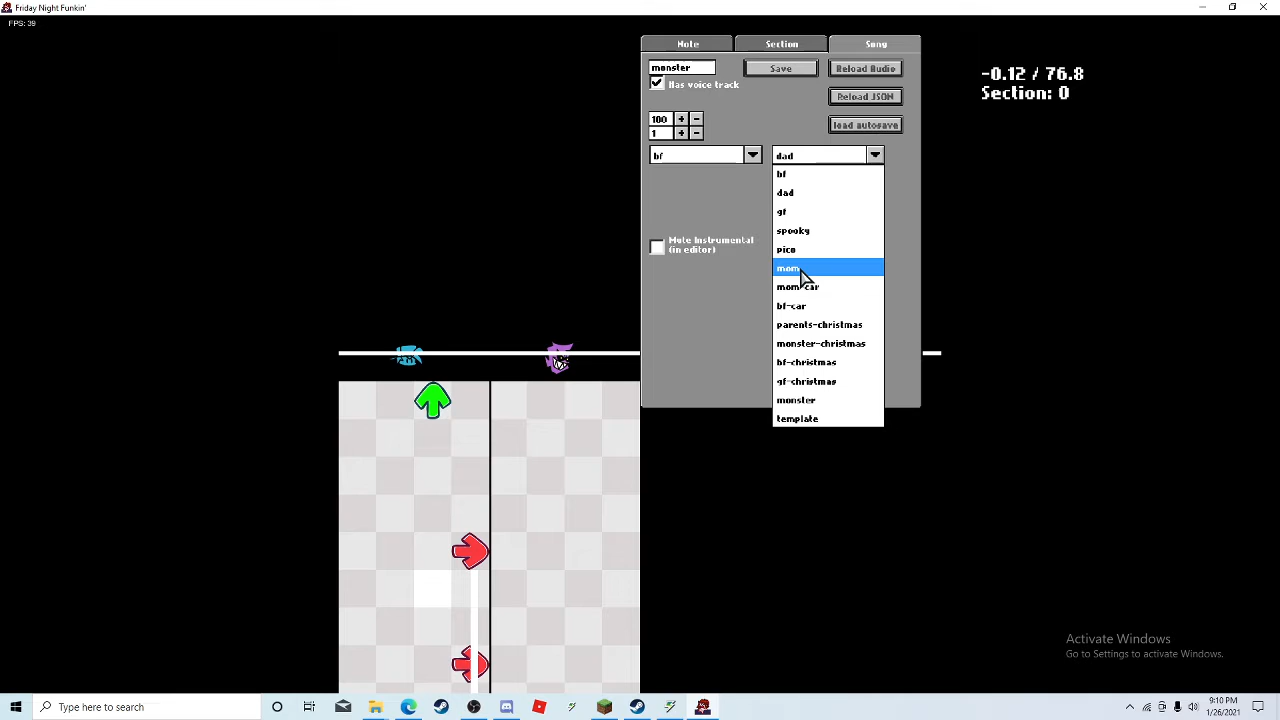 Friday Night Funkin'
FPS: 39
Note
Section
Song
monster
Save
Reload Audio
Has voice track
Reload JSON
load autosave
100 + -
1 + -
bf
dad
bf
dad
gf
spooky
pico
mom
mom-car
bf-car
parents-christmas
monster-christmas
bf-christmas
gf-christmas
monster
template
Mute Instrumental
(in editor)
-0.12 / 76.8
Section: 0
Activate Windows
Go to Settings to activate Windows.
Type here to search
9:10 PM
1/26/2021